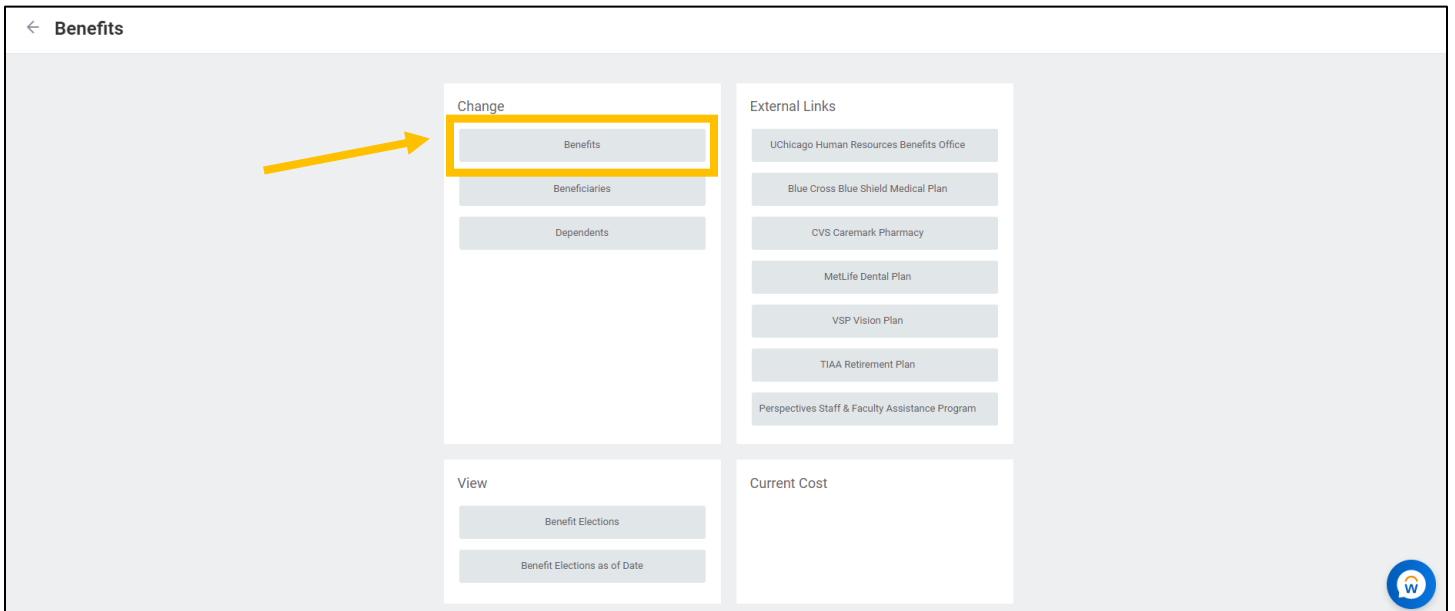 Benefits
Change
Benefits
Beneficiaries
Dependents
External Links
UChicago Human Resources Benefits Office
Blue Cross Blue Shield Medical Plan
CVS Caremark Pharmacy
MetLife Dental Plan
VSP Vision Plan
TIAA Retirement Plan
Perspectives Staff & Faculty Assistance Program
View
Benefit Elections
Benefit Elections as of Date
Current Cost
w